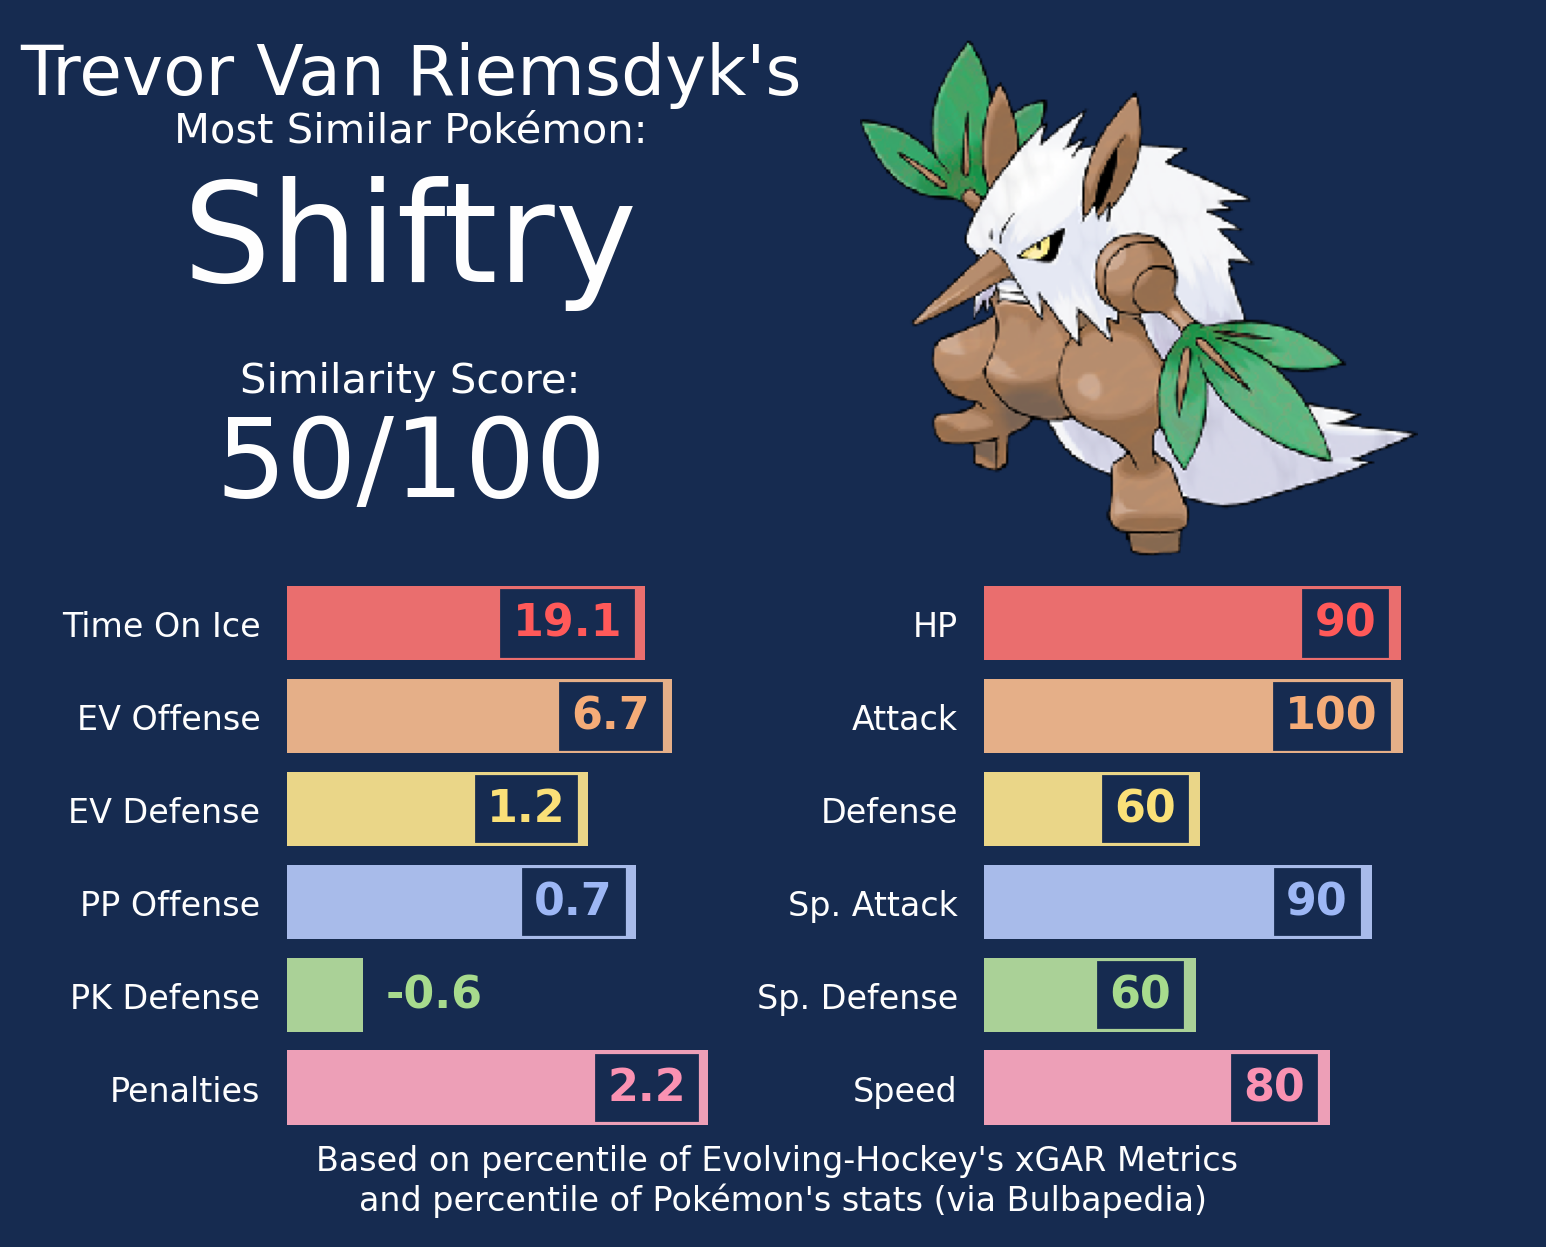 Trevor Van Riemsdyk's
Most Similar Pokémon:
Shiftry
Similarity Score:
50/100
Time On Ice 19.1
EV Offense 6.7
EV Defense 1.2
PP Offense 0.7
PK Defense -0.6
Penalties 2.2
HP 90
Attack 100
Defense 60
Sp. Attack 90
Sp. Defense 60
Speed 80
Based on percentile of Evolving-Hockey's xGAR Metrics
and percentile of Pokémon's stats (via Bulbapedia)